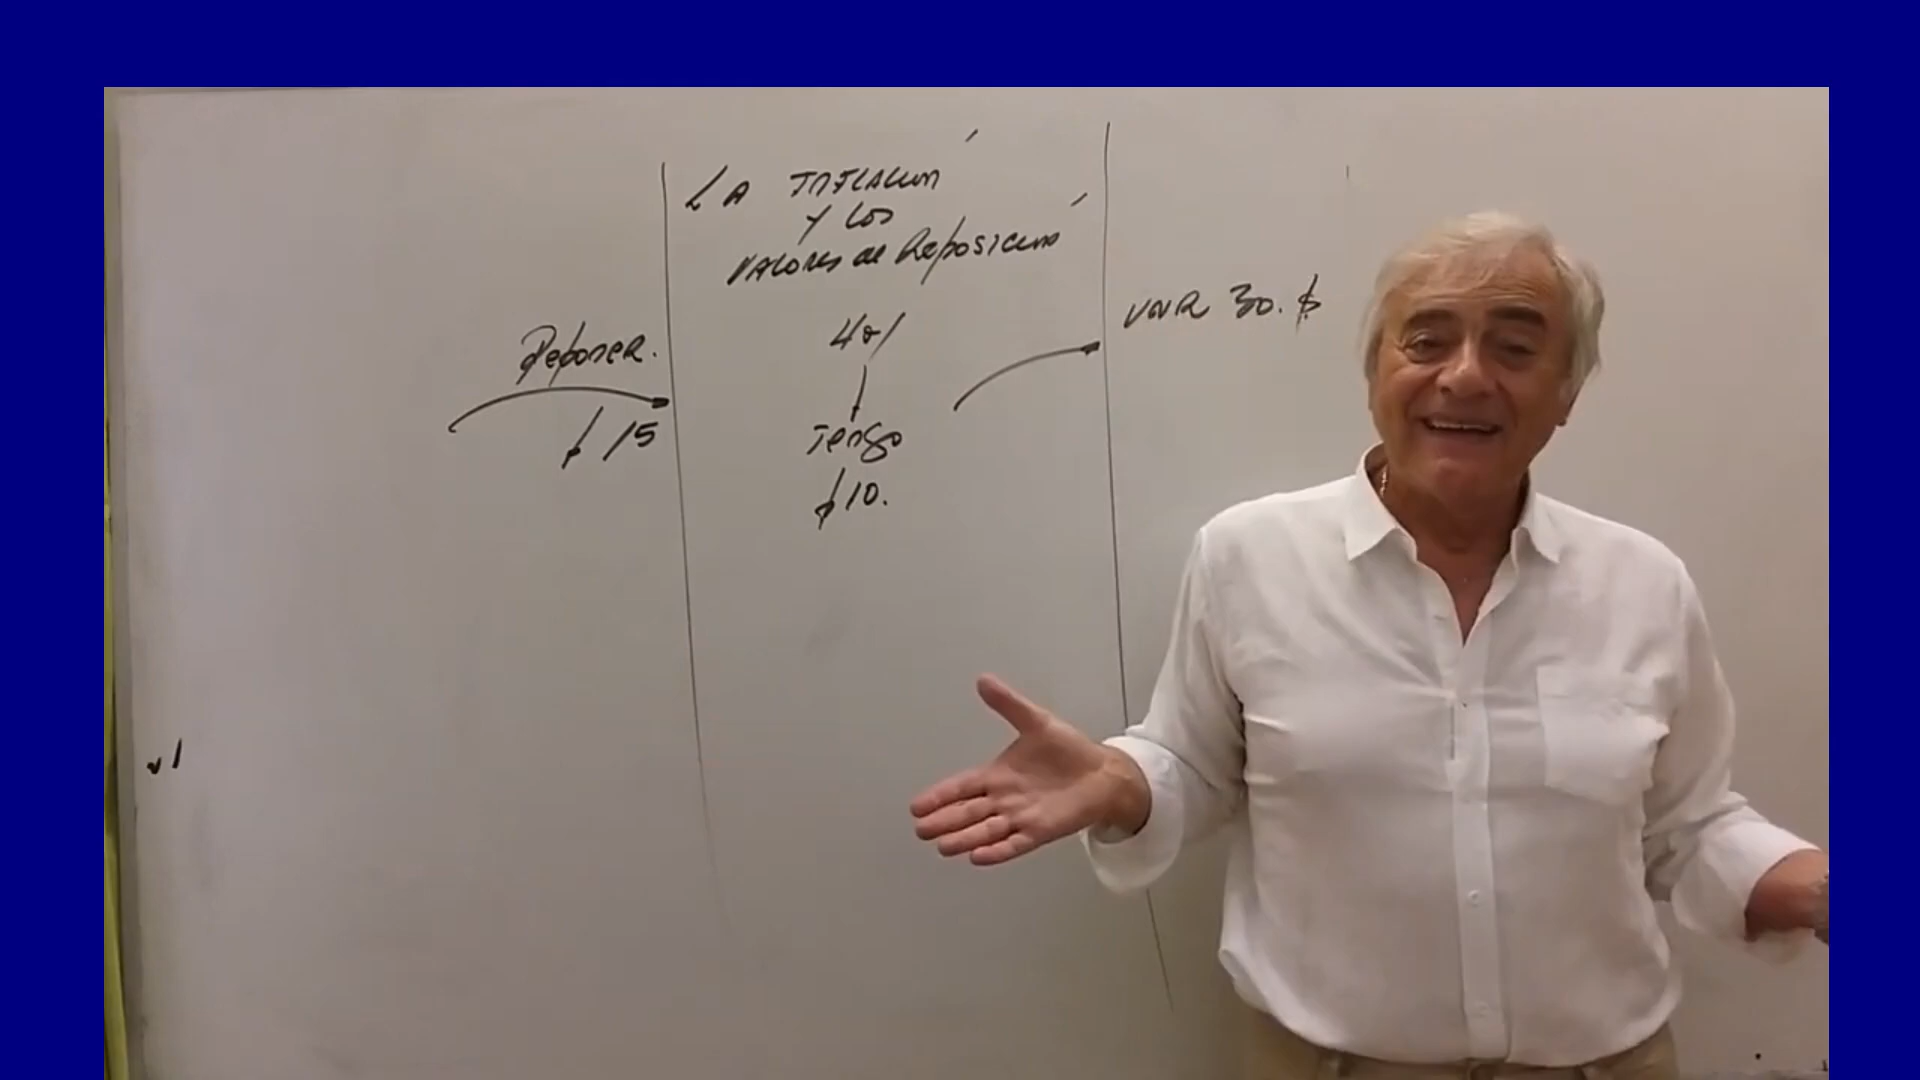 LA INFLACIÓN
Y LOS
VALORES de REPOSICIÓN
Reponer.
$ 15
40/
Tengo
$10.
VNR 30.$